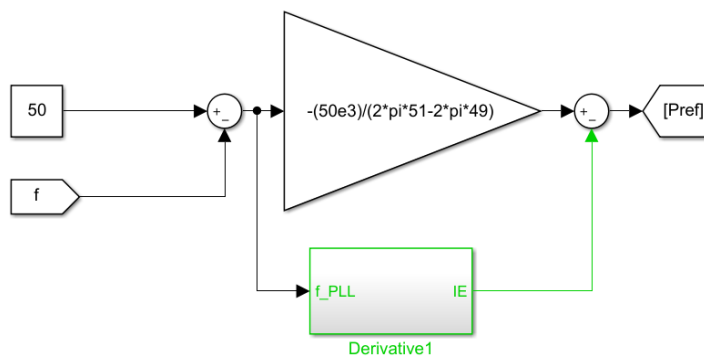 50
+
-
-(50e3)/(2*pi*51-2*pi*49)
+
-
[Pref]
f
f_PLL
IE
Derivative1